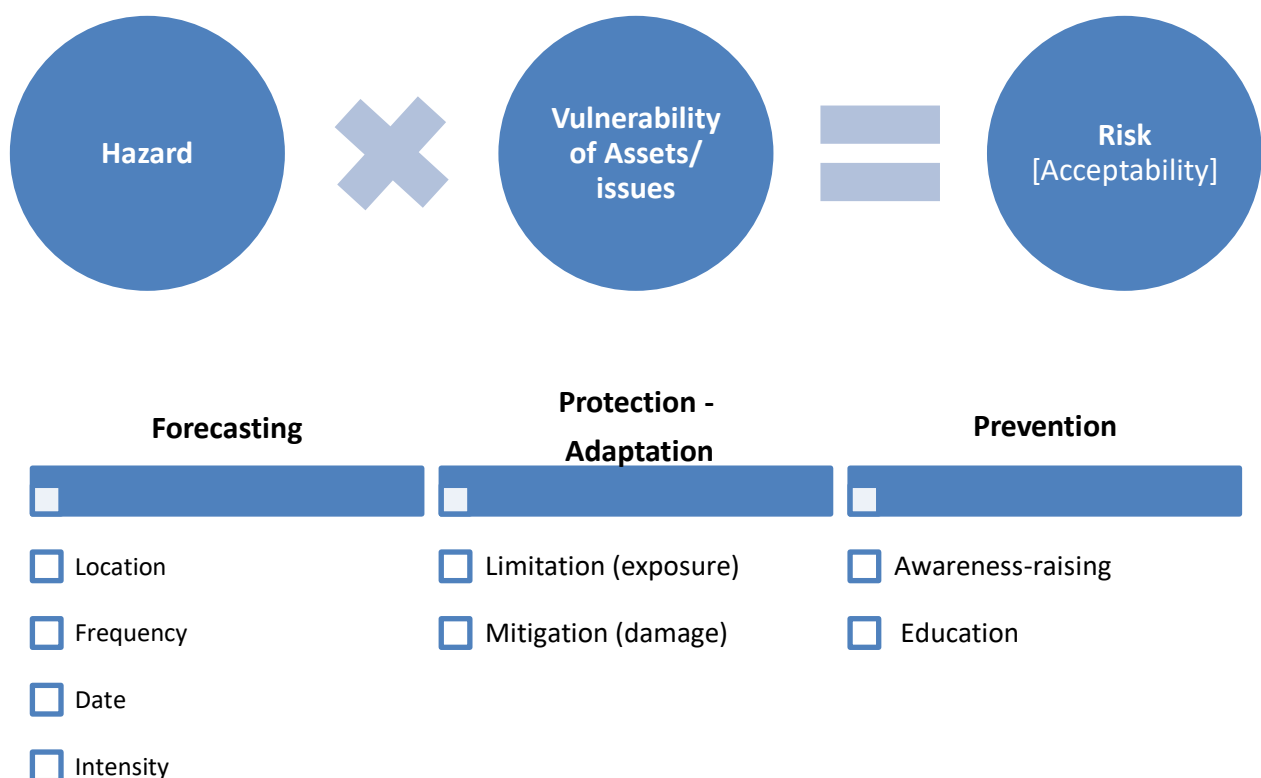 Hazard
Vulnerability
of Assets/
issues
Risk
[Acceptability]
Forecasting
Location
Frequency
Date
Intensity
Protection -
Adaptation
Limitation (exposure)
Mitigation (damage)
Prevention
Awareness-raising
Education